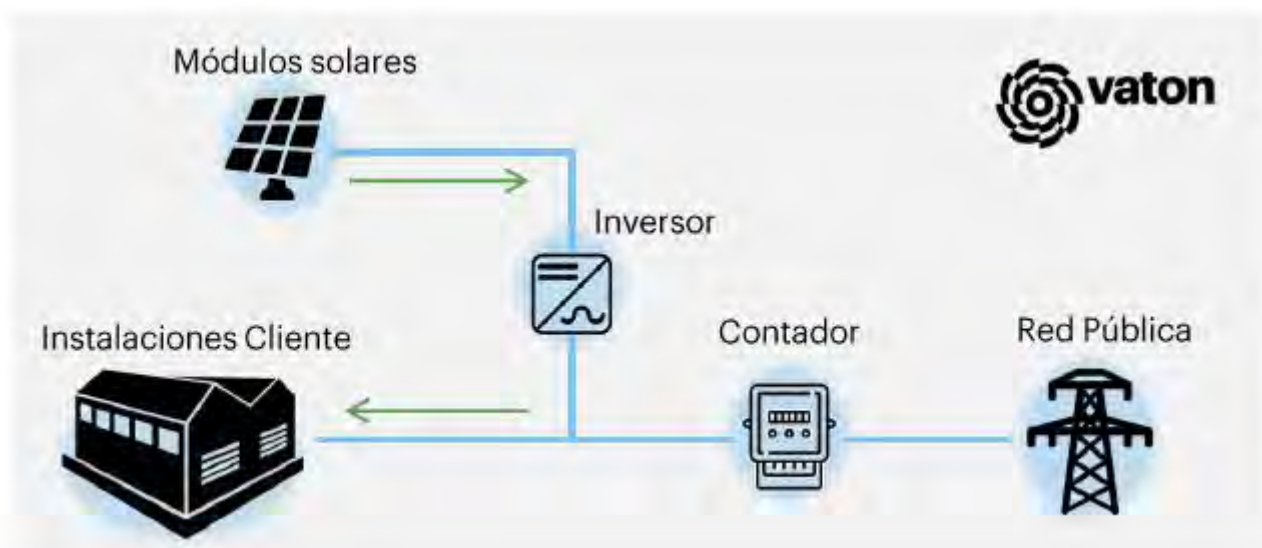 Módulos solares
vaton
Inversor
Instalaciones Cliente
Contador
Red Pública